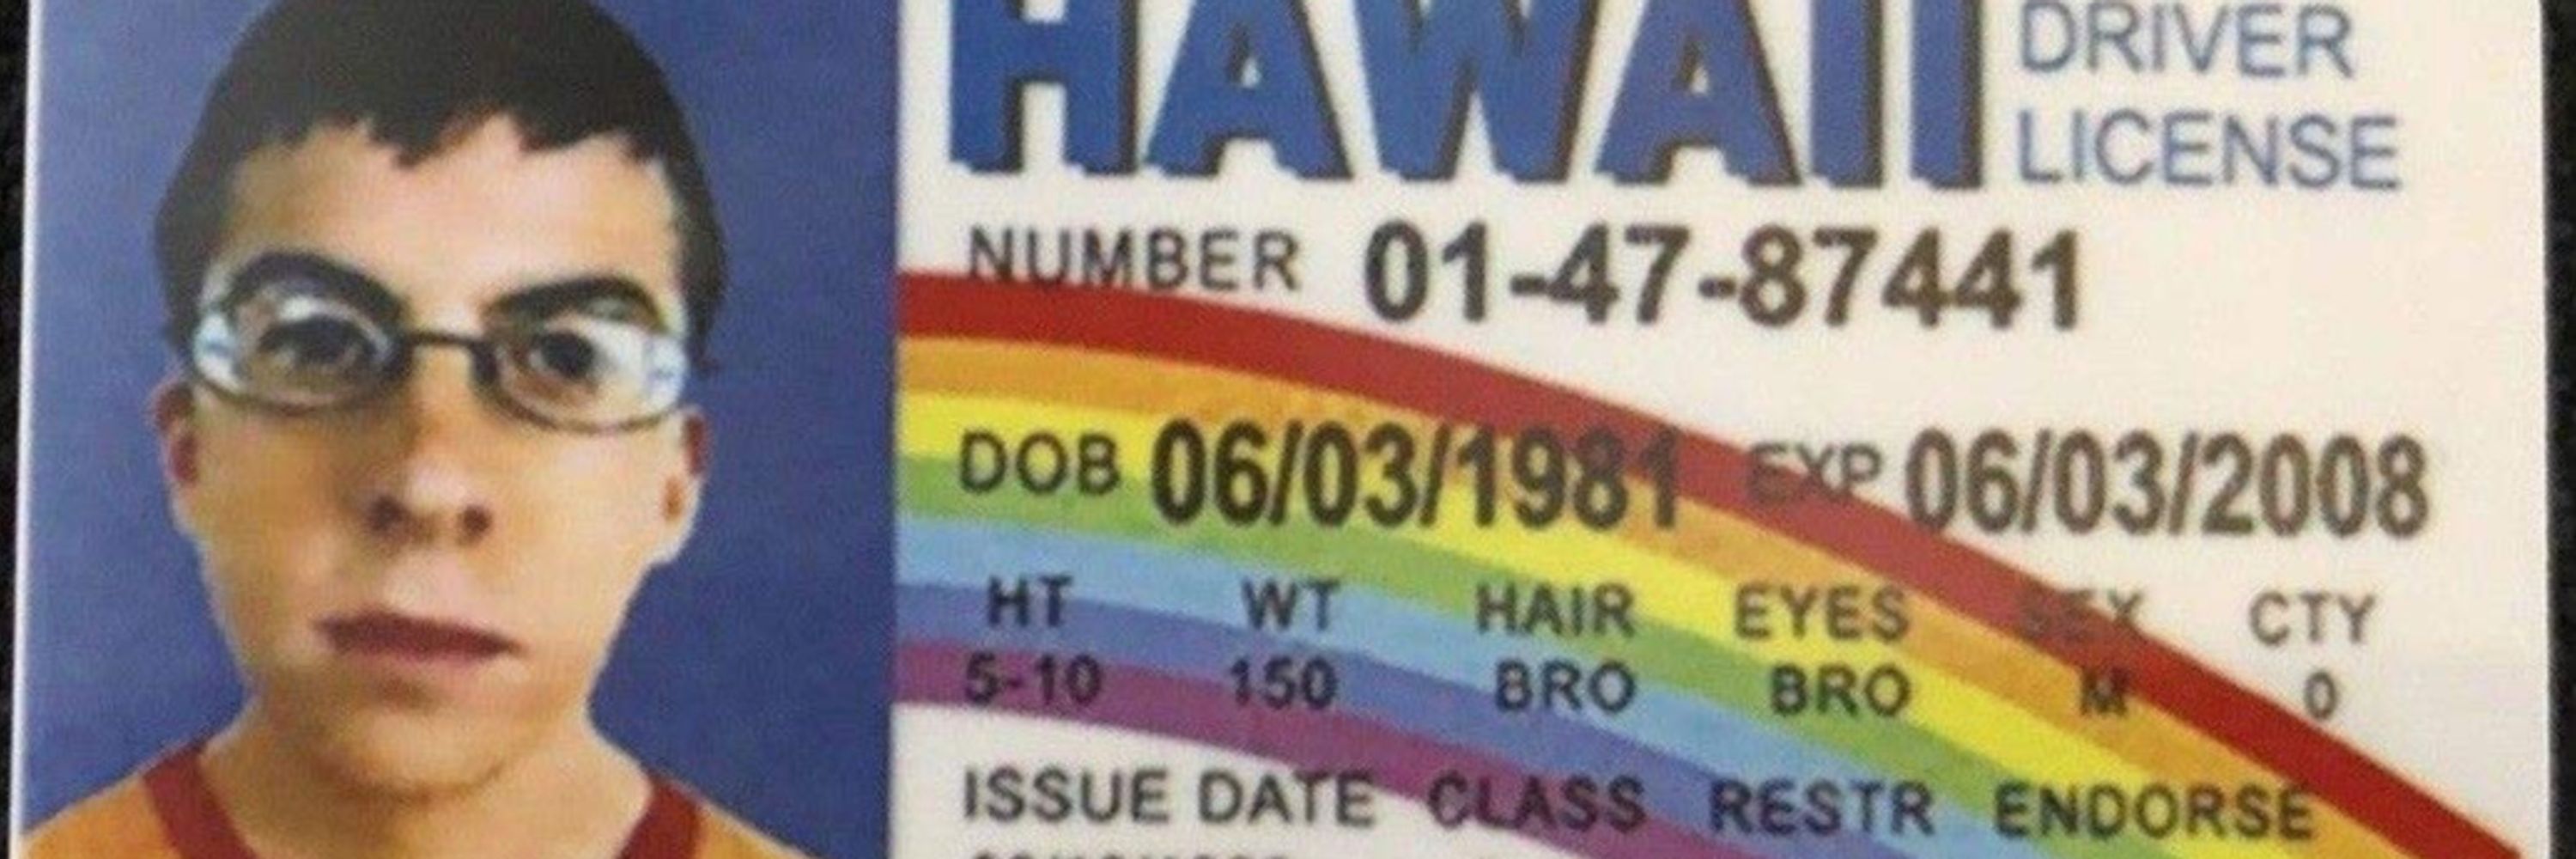 HAWAII DRIVER LICENSE
NUMBER 01-47-87441
DOB 06/03/1981 EXP 06/03/2008
HT WT HAIR EYES SEX CTY
5-10 150 BRO BRO M 0
ISSUE DATE CLASS RESTR ENDORSE